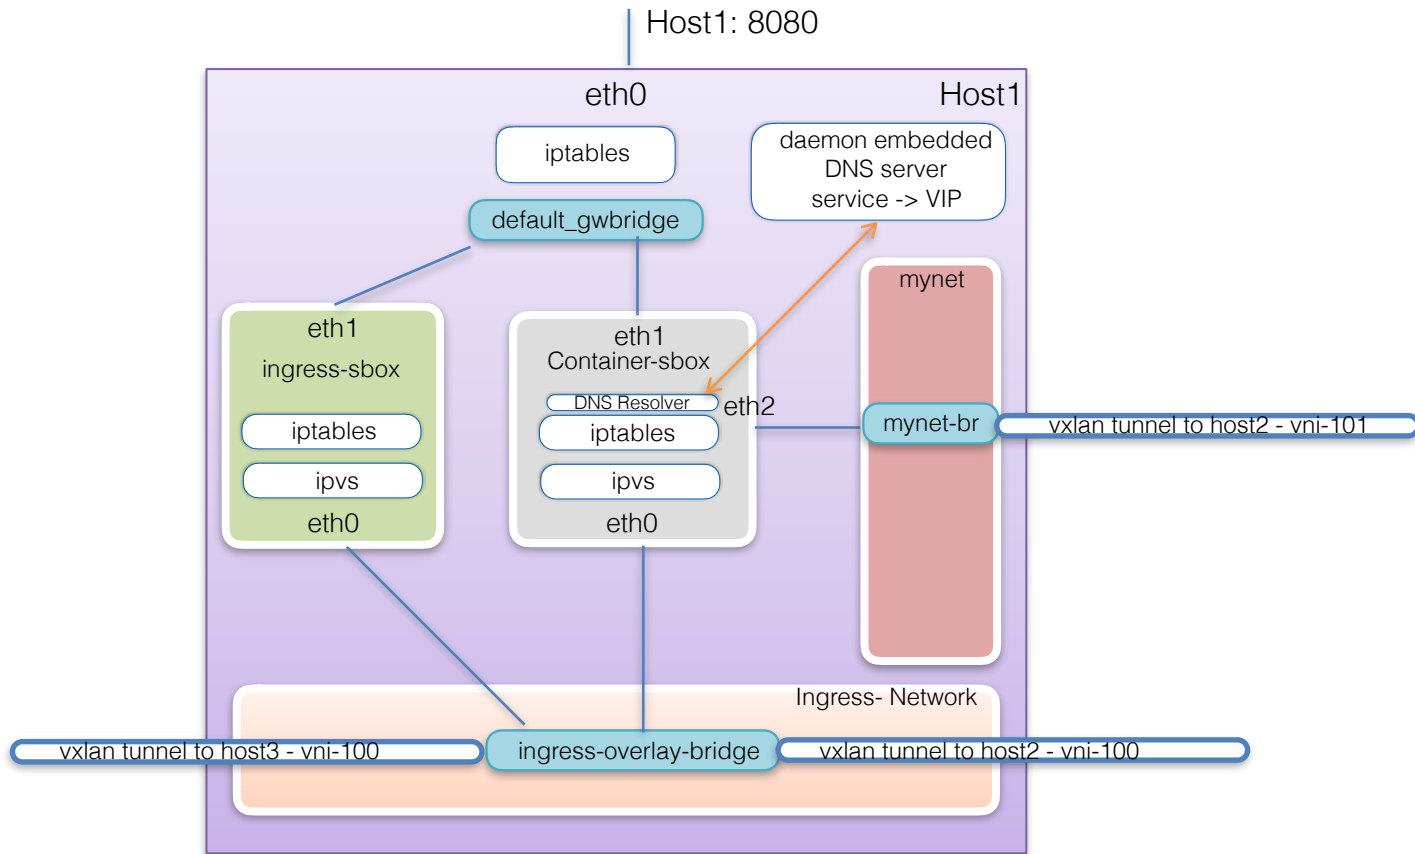 Host1: 8080
eth0
Host1
iptables
daemon embedded
DNS server
service -> VIP
default_gwbridge
mynet
eth1
ingress-sbox
iptables
ipvs
eth0
eth1
Container-sbox
DNS Resolver
eth2
iptables
ipvs
eth0
mynet-br
vxlan tunnel to host2 - vni-101
Ingress- Network
vxlan tunnel to host3 - vni-100
ingress-overlay-bridge
vxlan tunnel to host2 - vni-100